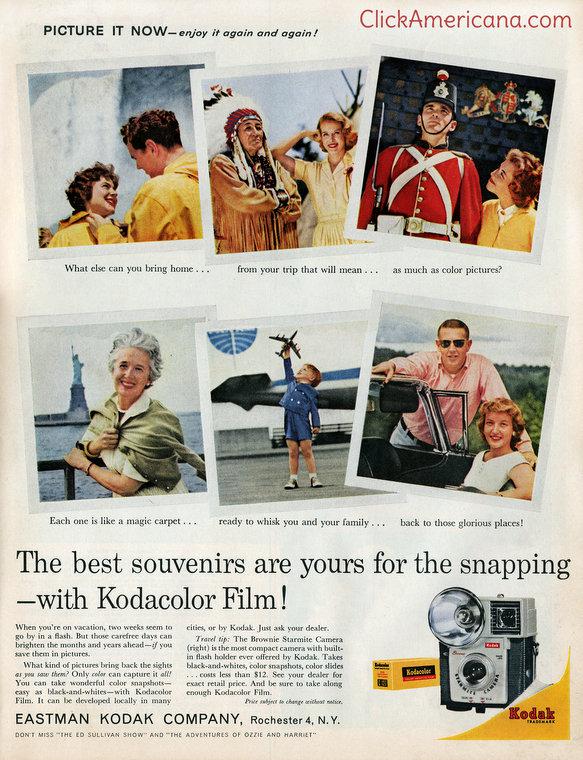 ClickAmericana.com
PICTURE IT NOW—enjoy it again and again!
What else can you bring home . . .
from your trip that will mean . . .
as much as color pictures?
Each one is like a magic carpet . . .
ready to whisk you and your family . . .
back to those glorious places!
The best souvenirs are yours for the snapping
—with Kodacolor Film!
When you're on vacation, two weeks seem to
go by in a flash. But those carefree days can
brighten the months and years ahead—if you
save them in pictures.
What kind of pictures bring back the sights
as you saw them? Only color can capture it all!
You can take wonderful color snapshots—
easy as black-and-whites—with Kodacolor
Film. It can be developed locally in many
cities, or by Kodak. Just ask your dealer.
Travel tip: The Brownie Starmite Camera
(right) is the most compact camera with built-
in flash holder ever offered by Kodak. Takes
black-and-whites, color snapshots, color slides
. . . costs less than $12. See your dealer for
exact retail price. And be sure to take along
enough Kodacolor Film.
Price subject to change without notice.
Kodak
Kodacolor
BROWNIE CAMERA
Kodak
TRADEMARK
EASTMAN KODAK COMPANY, Rochester 4, N.Y.
DON'T MISS "THE ED SULLIVAN SHOW" AND "THE ADVENTURES OF OZZIE AND HARRIET"